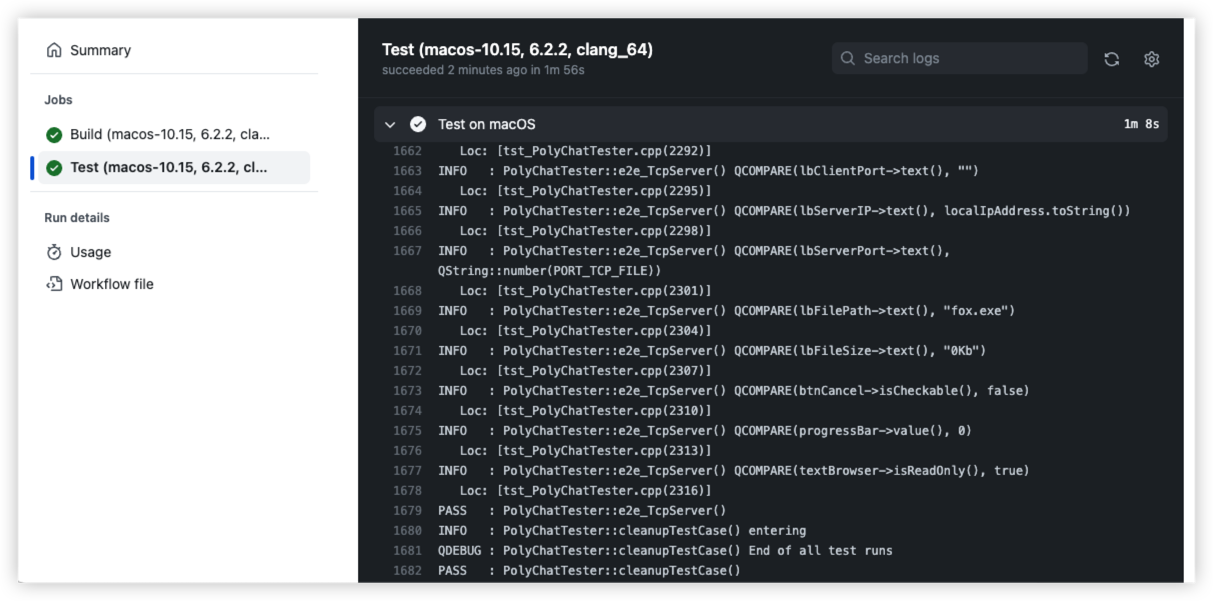 Summary
Jobs
Build (macos-10.15, 6.2.2, cla...
Test (macos-10.15, 6.2.2, cl...
Run details
Usage
Workflow file
Test (macos-10.15, 6.2.2, clang_64)
succeeded 2 minutes ago in 1m 56s
Search logs
Test on macOS 1m 8s
1662 Loc: [tst_PolyChatTester.cpp(2292)]
1663 INFO : PolyChatTester::e2e_TcpServer() QCOMPARE(lbClientPort->text(), "")
1664 Loc: [tst_PolyChatTester.cpp(2295)]
1665 INFO : PolyChatTester::e2e_TcpServer() QCOMPARE(lbServerIP->text(), localIpAddress.toString())
1666 Loc: [tst_PolyChatTester.cpp(2298)]
1667 INFO : PolyChatTester::e2e_TcpServer() QCOMPARE(lbServerPort->text(),
QString::number(PORT_TCP_FILE))
1668 Loc: [tst_PolyChatTester.cpp(2301)]
1669 INFO : PolyChatTester::e2e_TcpServer() QCOMPARE(lbFilePath->text(), "fox.exe")
1670 Loc: [tst_PolyChatTester.cpp(2304)]
1671 INFO : PolyChatTester::e2e_TcpServer() QCOMPARE(lbFileSize->text(), "0Kb")
1672 Loc: [tst_PolyChatTester.cpp(2307)]
1673 INFO : PolyChatTester::e2e_TcpServer() QCOMPARE(btnCancel->isCheckable(), false)
1674 Loc: [tst_PolyChatTester.cpp(2310)]
1675 INFO : PolyChatTester::e2e_TcpServer() QCOMPARE(progressBar->value(), 0)
1676 Loc: [tst_PolyChatTester.cpp(2313)]
1677 INFO : PolyChatTester::e2e_TcpServer() QCOMPARE(textBrowser->isReadOnly(), true)
1678 Loc: [tst_PolyChatTester.cpp(2316)]
1679 PASS : PolyChatTester::e2e_TcpServer()
1680 INFO : PolyChatTester::cleanupTestCase() entering
1681 QDEBUG : PolyChatTester::cleanupTestCase() End of all test runs
1682 PASS : PolyChatTester::cleanupTestCase()